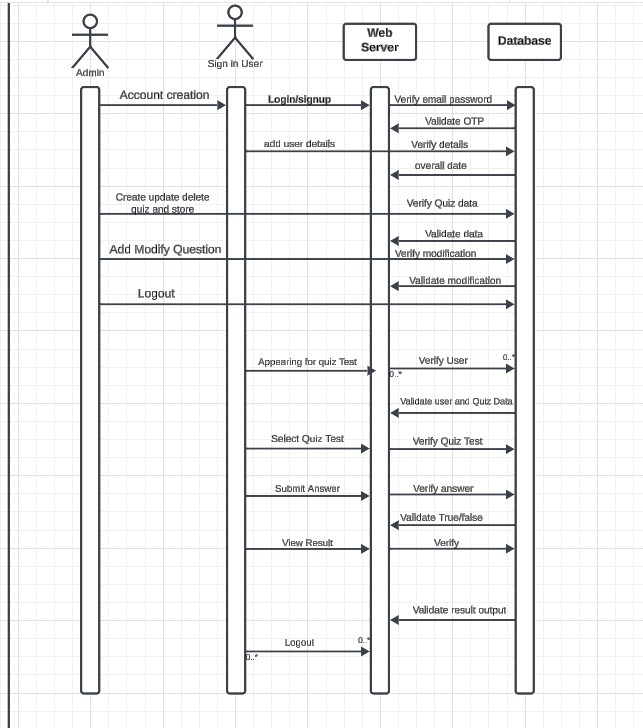 Web
Server
Database
Sign in User
Admin
Account creation
Login/signup
Verify email password
Validate OTP
add user details
Verify details
overall date
Create update delete
quiz and store
Verify Quiz data
Validate data
Add Modify Question
Verify modification
Validate modification
Logout
Appearing for quiz Test
Verify User
0..*
0..*
Validate user and Quiz Data
Select Quiz Test
Verify Quiz Test
Submit Answer
Verify answer
Validate True/false
View Result
Verify
Validate result output
Logout
0..*
0..*